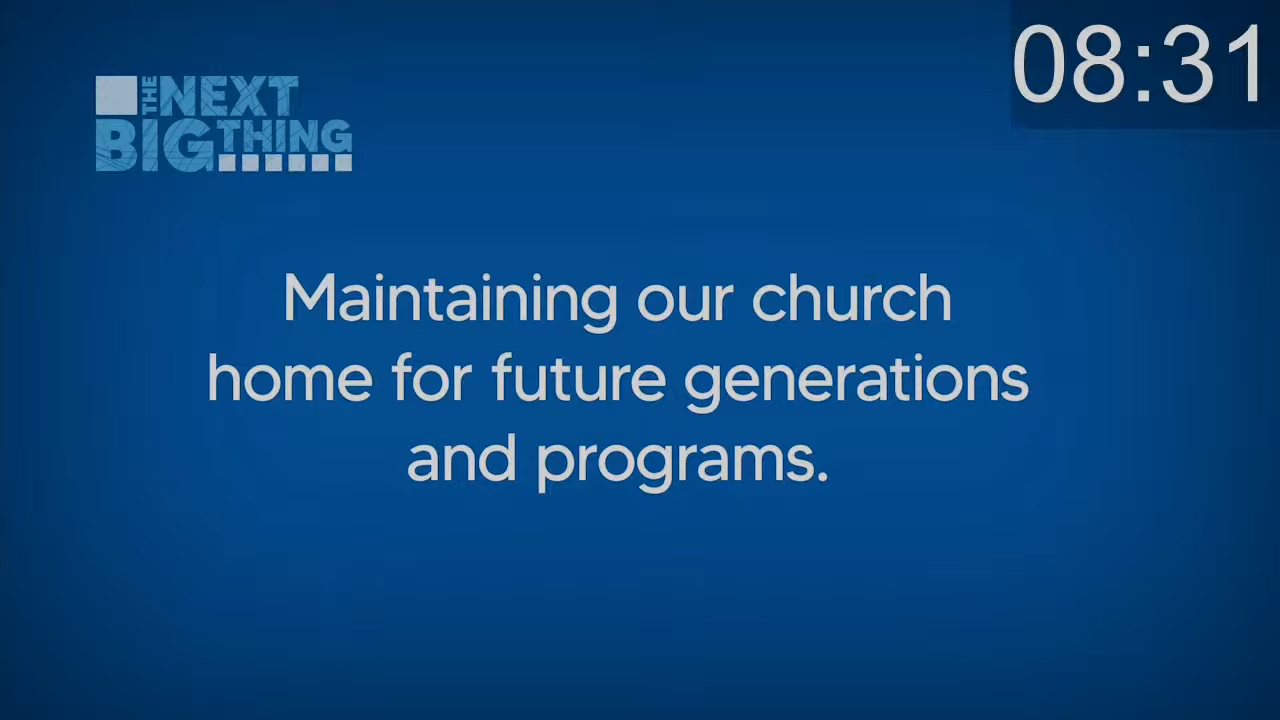 08:31
THE NEXT
BIG THING
Maintaining our church
home for future generations
and programs.